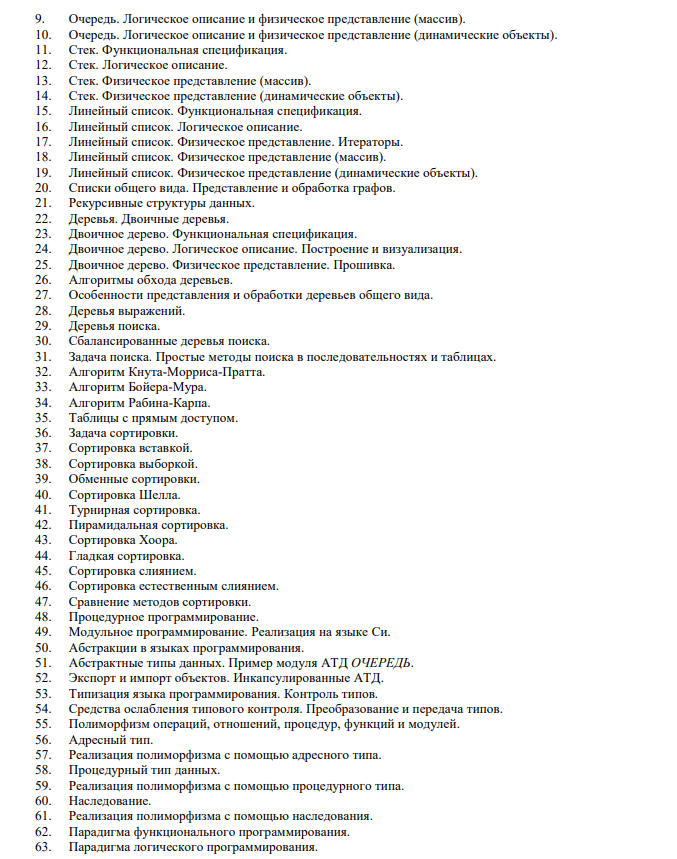 9. Очередь. Логическое описание и физическое представление (массив).
10. Очередь. Логическое описание и физическое представление (динамические объекты).
11. Стек. Функциональная спецификация.
12. Стек. Логическое описание.
13. Стек. Физическое представление (массив).
14. Стек. Физическое представление (динамические объекты).
15. Линейный список. Функциональная спецификация.
16. Линейный список. Логическое описание.
17. Линейный список. Физическое представление. Итераторы.
18. Линейный список. Физическое представление (массив).
19. Линейный список. Физическое представление (динамические объекты).
20. Списки общего вида. Представление и обработка графов.
21. Рекурсивные структуры данных.
22. Деревья. Двоичные деревья.
23. Двоичное дерево. Функциональная спецификация.
24. Двоичное дерево. Логическое описание. Построение и визуализация.
25. Двоичное дерево. Физическое представление. Прошивка.
26. Алгоритмы обхода деревьев.
27. Особенности представления и обработки деревьев общего вида.
28. Деревья выражений.
29. Деревья поиска.
30. Сбалансированные деревья поиска.
31. Задача поиска. Простые методы поиска в последовательностях и таблицах.
32. Алгоритм Кнута-Морриса-Пратта.
33. Алгоритм Бойера-Мура.
34. Алгоритм Рабина-Карпа.
35. Таблицы с прямым доступом.
36. Задача сортировки.
37. Сортировка вставкой.
38. Сортировка выборкой.
39. Обменные сортировки.
40. Сортировка Шелла.
41. Турнирная сортировка.
42. Пирамидальная сортировка.
43. Сортировка Хоора.
44. Гладкая сортировка.
45. Сортировка слиянием.
46. Сортировка естественным слиянием.
47. Сравнение методов сортировки.
48. Процедурное программирование.
49. Модульное программирование. Реализация на языке Си.
50. Абстракции в языках программирования.
51. Абстрактные типы данных. Пример модуля АТД ОЧЕРЕДЬ.
52. Экспорт и импорт объектов. Инкапсулированные АТД.
53. Типизация языка программирования. Контроль типов.
54. Средства ослабления типового контроля. Преобразование и передача типов.
55. Полиморфизм операций, отношений, процедур, функций и модулей.
56. Адресный тип.
57. Реализация полиморфизма с помощью адресного типа.
58. Процедурный тип данных.
59. Реализация полиморфизма с помощью процедурного типа.
60. Наследование.
61. Реализация полиморфизма с помощью наследования.
62. Парадигма функционального программирования.
63. Парадигма логического программирования.